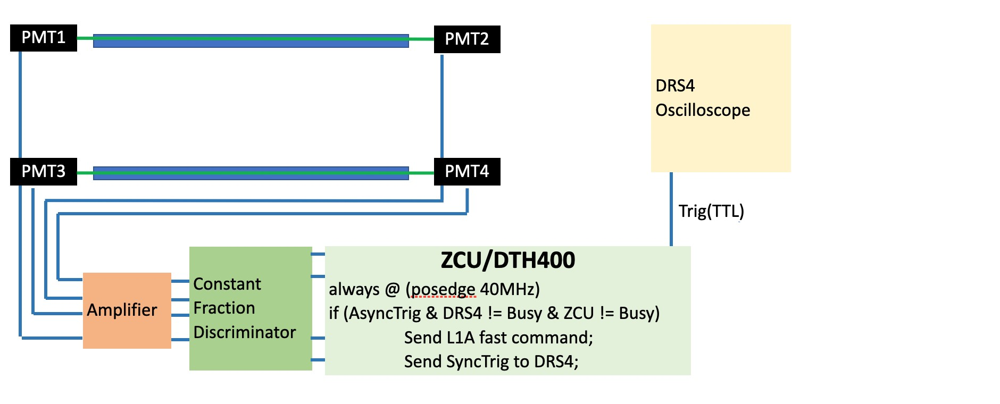 PMT1
PMT2
DRS4
Oscilloscope
PMT3
PMT4
Trig(TTL)
ZCU/DTH400
always @ (posedge 40MHz)
if (AsyncTrig & DRS4 != Busy & ZCU != Busy)
Send L1A fast command;
Send SyncTrig to DRS4;
Constant
Fraction
Discriminator
Amplifier